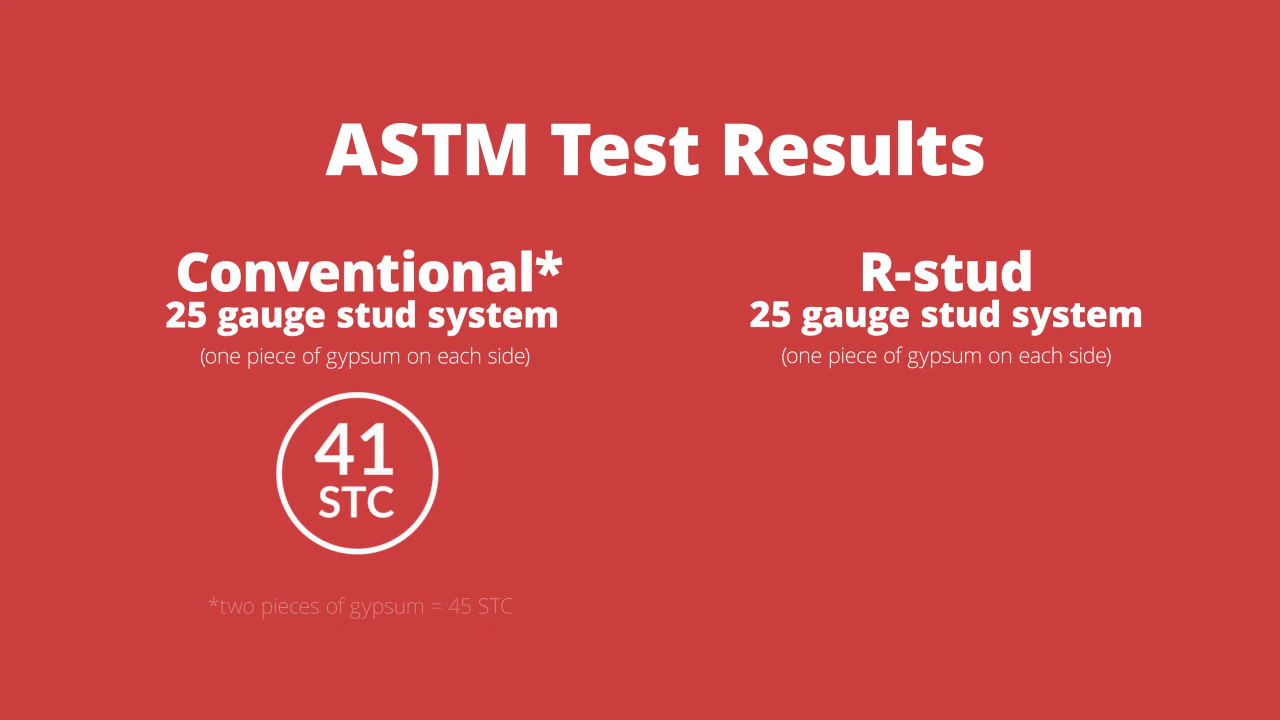 ASTM Test Results
Conventional*
25 gauge stud system
(one piece of gypsum on each side)
41
STC
*two pieces of gypsum = 45 STC
R-stud
25 gauge stud system
(one piece of gypsum on each side)